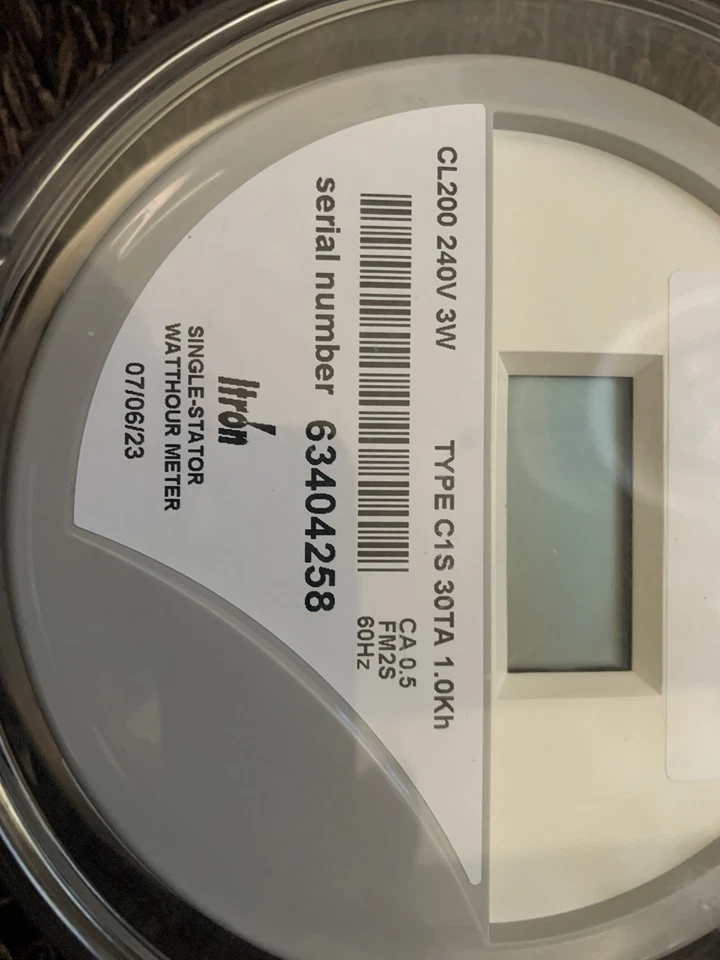 CL200 240V 3W TYPE C1S 30TA 1.0Kh
CA 0.5
FM2S
60Hz
serial number 63404258
Itrón
SINGLE-STATOR
WATTHOUR METER
07/06/23